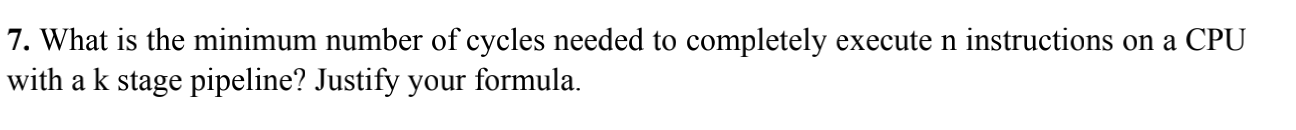 7. What is the minimum number of cycles needed to completely execute n instructions on a CPU
with a k stage pipeline? Justify your formula.